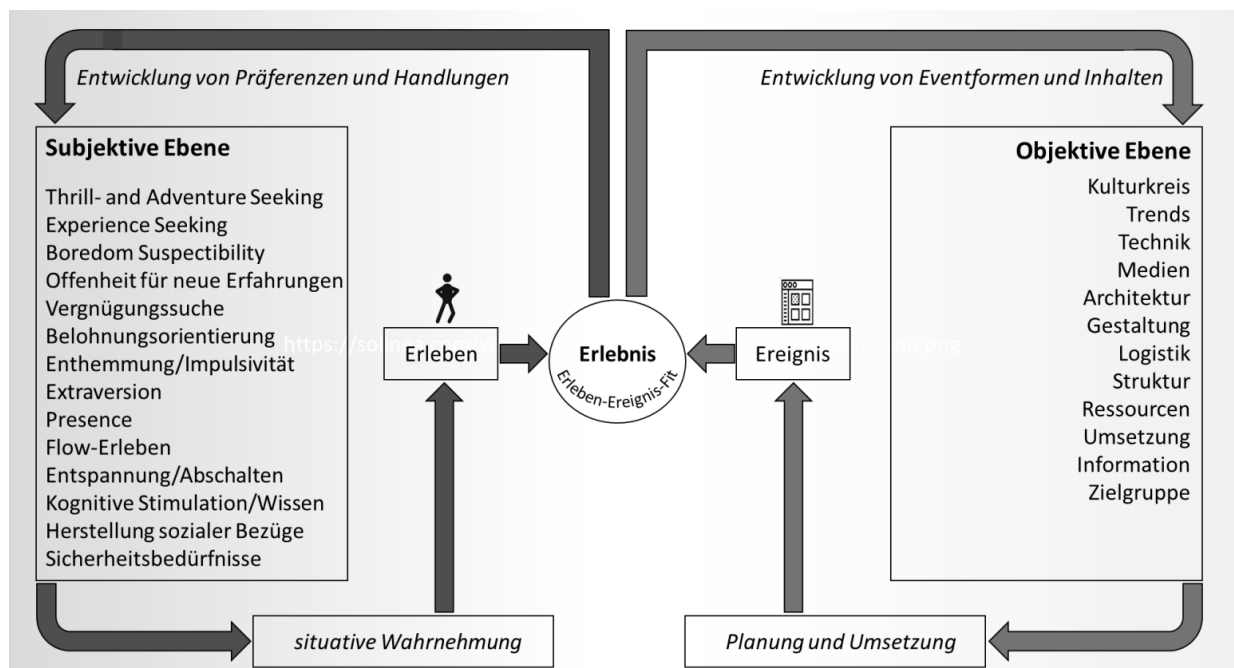 Entwicklung von Präferenzen und Handlungen
Entwicklung von Eventformen und Inhalten
Subjektive Ebene
Thrill- and Adventure Seeking
Experience Seeking
Boredom Suspectibility
Offenheit für neue Erfahrungen
Vergnügungssuche
Belohnungsorientierung
Enthemmung/Impulsivität
Extraversion
Presence
Flow-Erleben
Entspannung/Abschalten
Kognitive Stimulation/Wissen
Herstellung sozialer Bezüge
Sicherheitsbedürfnisse
situative Wahrnehmung
Erleben
Erlebnis
Erleben-Ereignis-Fit
Ereignis
Objektive Ebene
Kulturkreis
Trends
Technik
Medien
Architektur
Gestaltung
Logistik
Struktur
Ressourcen
Umsetzung
Information
Zielgruppe
Planung und Umsetzung